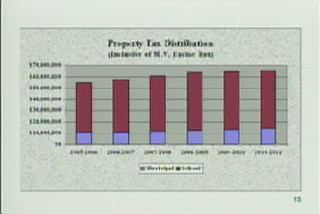 Property Tax Distribution
(Inclusive of M.V. Excise Tax)
$70,000,000
$60,000,000
$50,000,000
$40,000,000
$30,000,000
$20,000,000
$10,000,000
$0
2005-2006 2006-2007 2007-2008 2008-2009 2009-2010 2010-2011
Municipal School
13